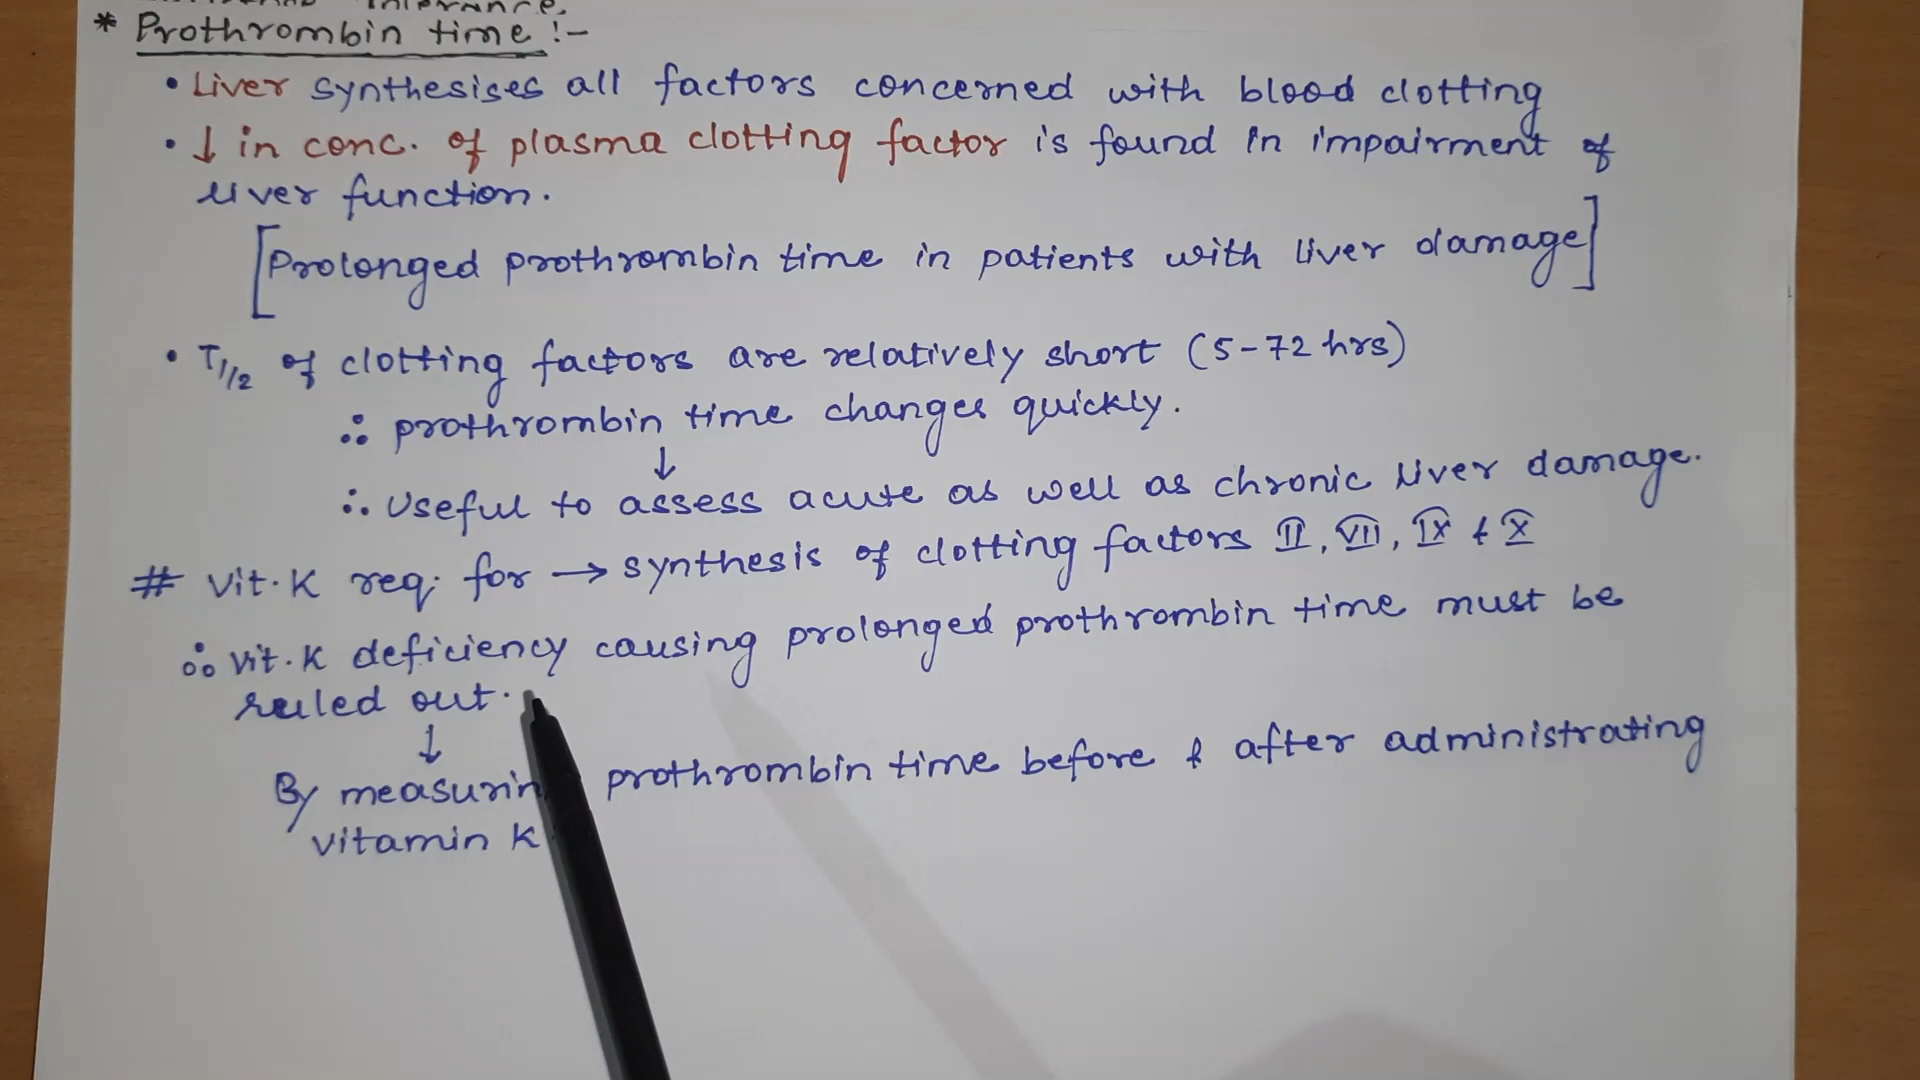 * Prothrombin time :-
• Liver synthesises all factors concerned with blood clotting
• ↓ in conc. of plasma clotting factor is found in impairment of
liver function.
[Prolonged prothrombin time in patients with liver damage]
• T1/2 of clotting factors are relatively short (5-72 hrs)
∴ prothrombin time changes quickly.
↓
∴ Useful to assess acute as well as chronic liver damage.
# Vit. K req. for → synthesis of clotting factors II, VII, IX & X
∴ Vit. K deficiency causing prolonged prothrombin time must be
ruled out.
↓
By measurin prothrombin time before & after administrating
vitamin K